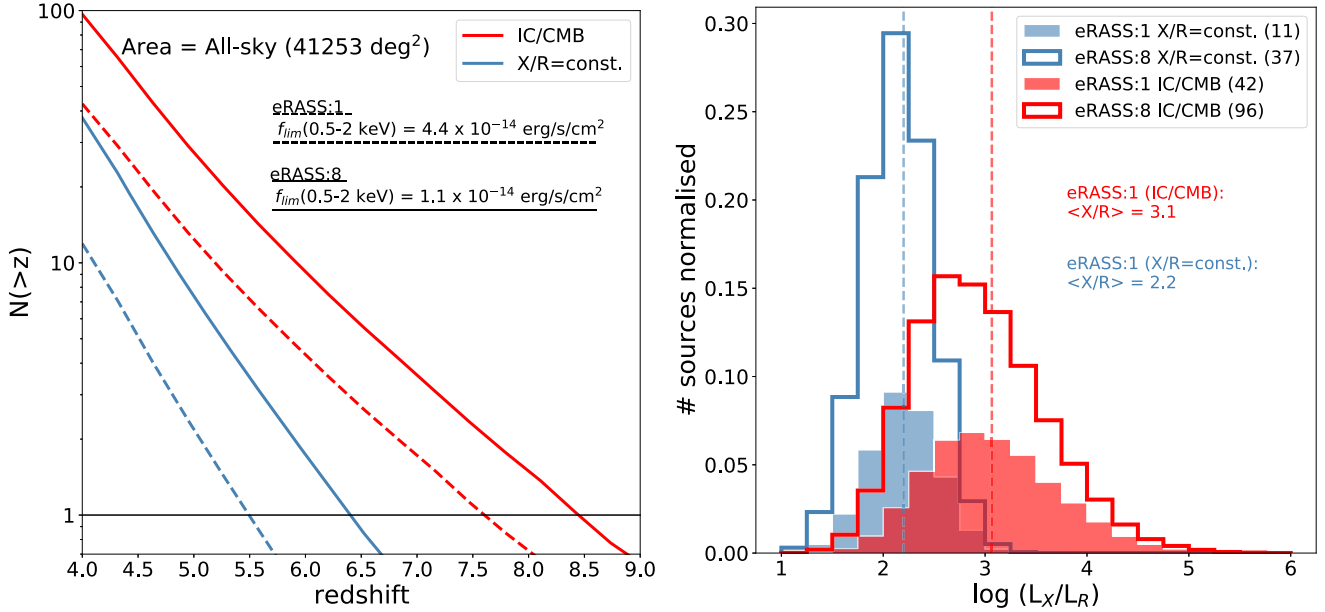 Area = All-sky (41253 deg²)
IC/CMB
X/R=const.
eRASS:1
f_lim(0.5-2 keV) = 4.4 x 10⁻¹⁴ erg/s/cm²
eRASS:8
f_lim(0.5-2 keV) = 1.1 x 10⁻¹⁴ erg/s/cm²
100
10
1
N(>z)
4.0 4.5 5.0 5.5 6.0 6.5 7.0 7.5 8.0 8.5 9.0
redshift
eRASS:1 X/R=const. (11)
eRASS:8 X/R=const. (37)
eRASS:1 IC/CMB (42)
eRASS:8 IC/CMB (96)
eRASS:1 (IC/CMB):
<X/R> = 3.1
eRASS:1 (X/R=const.):
<X/R> = 2.2
0.30
0.25
0.20
0.15
0.10
0.05
0.00
# sources normalised
1 2 3 4 5 6
log (L_X/L_R)